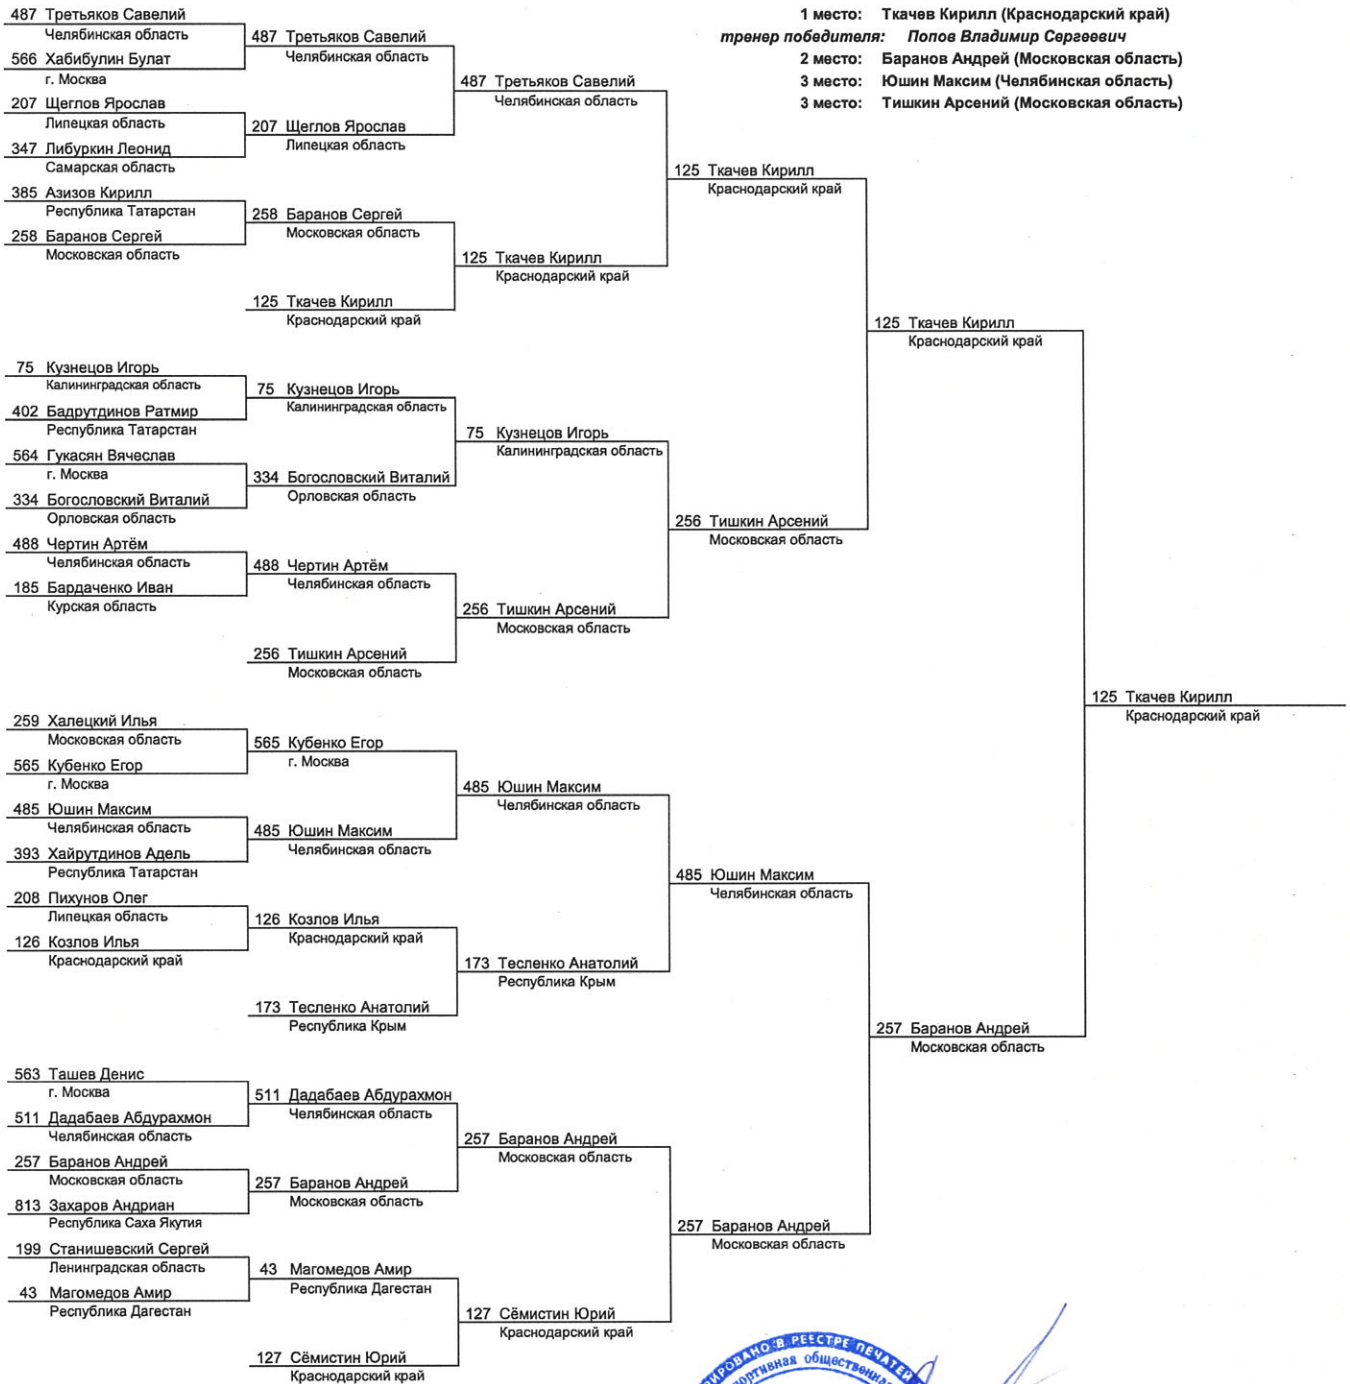 1 место: Ткачев Кирилл (Краснодарский край)
тренер победителя: Попов Владимир Сергеевич
2 место: Баранов Андрей (Московская область)
3 место: Юшин Максим (Челябинская область)
3 место: Тишкин Арсений (Московская область)
487 Третьяков Савелий
Челябинская область
566 Хабибулин Булат
г. Москва
207 Щеглов Ярослав
Липецкая область
347 Либуркин Леонид
Самарская область
385 Азизов Кирилл
Республика Татарстан
258 Баранов Сергей
Московская область
75 Кузнецов Игорь
Калининградская область
402 Бадрутдинов Ратмир
Республика Татарстан
564 Гукасян Вячеслав
г. Москва
334 Богословский Виталий
Орловская область
488 Чертин Артём
Челябинская область
185 Бардаченко Иван
Курская область
259 Халецкий Илья
Московская область
565 Кубенко Егор
г. Москва
485 Юшин Максим
Челябинская область
393 Хайрутдинов Адель
Республика Татарстан
208 Пихунов Олег
Липецкая область
126 Козлов Илья
Краснодарский край
563 Ташев Денис
г. Москва
511 Дадабаев Абдурахмон
Челябинская область
257 Баранов Андрей
Московская область
813 Захаров Андриан
Республика Саха Якутия
199 Станишевский Сергей
Ленинградская область
43 Магомедов Амир
Республика Дагестан
487 Третьяков Савелий
Челябинская область
207 Щеглов Ярослав
Липецкая область
258 Баранов Сергей
Московская область
125 Ткачев Кирилл
Краснодарский край
75 Кузнецов Игорь
Калининградская область
334 Богословский Виталий
Орловская область
488 Чертин Артём
Челябинская область
256 Тишкин Арсений
Московская область
565 Кубенко Егор
г. Москва
485 Юшин Максим
Челябинская область
126 Козлов Илья
Краснодарский край
173 Тесленко Анатолий
Республика Крым
511 Дадабаев Абдурахмон
Челябинская область
257 Баранов Андрей
Московская область
43 Магомедов Амир
Республика Дагестан
127 Сёмистин Юрий
Краснодарский край
487 Третьяков Савелий
Челябинская область
125 Ткачев Кирилл
Краснодарский край
75 Кузнецов Игорь
Калининградская область
256 Тишкин Арсений
Московская область
485 Юшин Максим
Челябинская область
173 Тесленко Анатолий
Республика Крым
257 Баранов Андрей
Московская область
127 Сёмистин Юрий
Краснодарский край
125 Ткачев Кирилл
Краснодарский край
256 Тишкин Арсений
Московская область
485 Юшин Максим
Челябинская область
257 Баранов Андрей
Московская область
125 Ткачев Кирилл
Краснодарский край
257 Баранов Андрей
Московская область
125 Ткачев Кирилл
Краснодарский край
В РЕЕСТРЕ